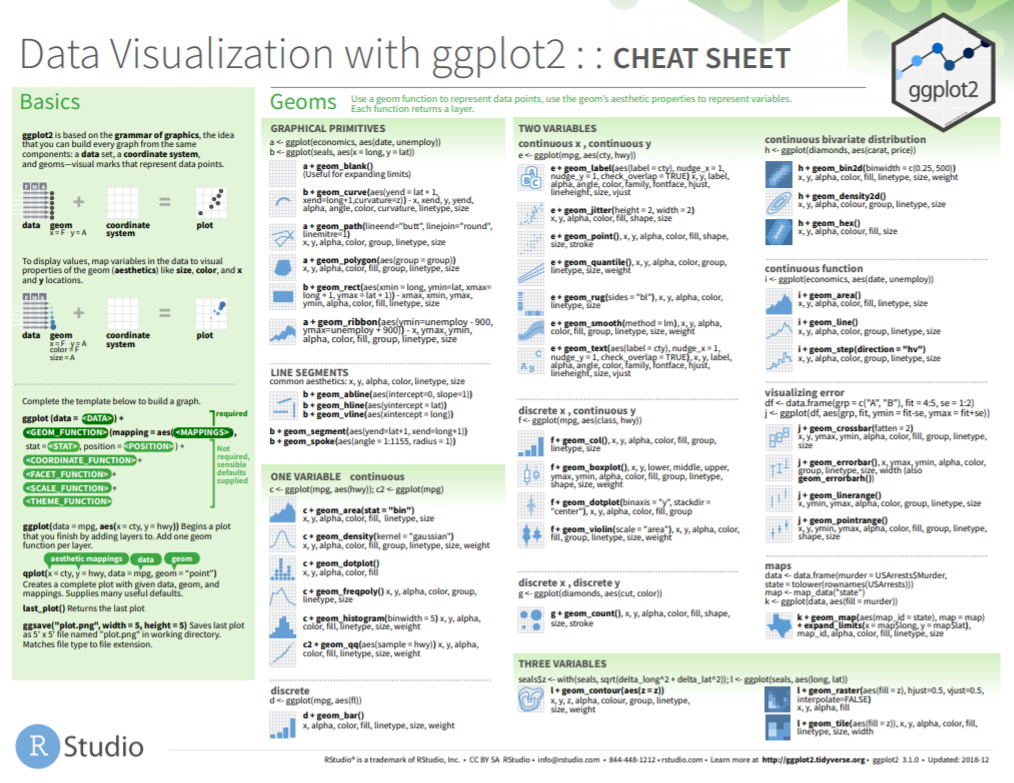 Data Visualization with ggplot2 : : CHEAT SHEET
ggplot2
Basics
ggplot2 is based on the grammar of graphics, the idea
that you can build every graph from the same
components: a data set, a coordinate system,
and geoms—visual marks that represent data points.
F M A
+
=
data
geom
x = F · y = A
coordinate
system
plot
To display values, map variables in the data to visual
properties of the geom (aesthetics) like size, color, and x
and y locations.
F M A
+
=
data
geom
x = F · y = A
color = F
size = A
coordinate
system
plot
Complete the template below to build a graph.
ggplot (data = <DATA>) +
<GEOM_FUNCTION> (mapping = aes(<MAPPINGS>),
stat = <STAT>, position = <POSITION>) +
<COORDINATE_FUNCTION> +
<FACET_FUNCTION> +
<SCALE_FUNCTION> +
<THEME_FUNCTION>
required
Not
required,
sensible
defaults
supplied
ggplot(data = mpg, aes(x = cty, y = hwy)) Begins a plot
that you finish by adding layers to. Add one geom
function per layer.
aesthetic mappings
data
geom
qplot(x = cty, y = hwy, data = mpg, geom = "point")
Creates a complete plot with given data, geom, and
mappings. Supplies many useful defaults.
last_plot() Returns the last plot
ggsave("plot.png", width = 5, height = 5) Saves last plot
as 5' x 5' file named "plot.png" in working directory.
Matches file type to file extension.
Geoms
Use a geom function to represent data points, use the geom's aesthetic properties to represent variables.
Each function returns a layer.
GRAPHICAL PRIMITIVES
a <- ggplot(economics, aes(date, unemploy))
b <- ggplot(seals, aes(x = long, y = lat))
a + geom_blank()
(Useful for expanding limits)
b + geom_curve(aes(yend = lat + 1,
xend=long+1,curvature=z)) - x, xend, y, yend,
alpha, angle, color, curvature, linetype, size
a + geom_path(lineend="butt", linejoin="round",
linemitre=1)
x, y, alpha, color, group, linetype, size
a + geom_polygon(aes(group = group))
x, y, alpha, color, fill, group, linetype, size
b + geom_rect(aes(xmin = long, ymin=lat, xmax=
long + 1, ymax = lat + 1)) - xmax, xmin, ymax,
ymin, alpha, color, fill, linetype, size
a + geom_ribbon(aes(ymin=unemploy - 900,
ymax=unemploy + 900)) - x, ymax, ymin,
alpha, color, fill, group, linetype, size
LINE SEGMENTS
common aesthetics: x, y, alpha, color, linetype, size
b + geom_abline(aes(intercept=0, slope=1))
b + geom_hline(aes(yintercept = lat))
b + geom_vline(aes(xintercept = long))
b + geom_segment(aes(yend=lat+1, xend=long+1))
b + geom_spoke(aes(angle = 1:1155, radius = 1))
ONE VARIABLE continuous
c <- ggplot(mpg, aes(hwy)); c2 <- ggplot(mpg)
c + geom_area(stat = "bin")
x, y, alpha, color, fill, linetype, size
c + geom_density(kernel = "gaussian")
x, y, alpha, color, fill, group, linetype, size, weight
c + geom_dotplot()
x, y, alpha, color, fill
c + geom_freqpoly() x, y, alpha, color, group,
linetype, size
c + geom_histogram(binwidth = 5) x, y, alpha,
color, fill, linetype, size, weight
c2 + geom_qq(aes(sample = hwy)) x, y, alpha,
color, fill, linetype, size, weight
discrete
d <- ggplot(mpg, aes(fl))
d + geom_bar()
x, alpha, color, fill, linetype, size, weight
TWO VARIABLES
continuous x , continuous y
e <- ggplot(mpg, aes(cty, hwy))
e + geom_label(aes(label = cty), nudge_x = 1,
nudge_y = 1, check_overlap = TRUE) x, y, label,
alpha, angle, color, family, fontface, hjust,
lineheight, size, vjust
e + geom_jitter(height = 2, width = 2)
x, y, alpha, color, fill, shape, size
e + geom_point(), x, y, alpha, color, fill, shape,
size, stroke
e + geom_quantile(), x, y, alpha, color, group,
linetype, size, weight
e + geom_rug(sides = "bl"), x, y, alpha, color,
linetype, size
e + geom_smooth(method = lm), x, y, alpha,
color, fill, group, linetype, size, weight
e + geom_text(aes(label = cty), nudge_x = 1,
nudge_y = 1, check_overlap = TRUE), x, y, label,
alpha, angle, color, family, fontface, hjust,
lineheight, size, vjust
discrete x , continuous y
f <- ggplot(mpg, aes(class, hwy))
f + geom_col(), x, y, alpha, color, fill, group,
linetype, size
f + geom_boxplot(), x, y, lower, middle, upper,
ymax, ymin, alpha, color, fill, group, linetype,
shape, size, weight
f + geom_dotplot(binaxis = "y", stackdir =
"center"), x, y, alpha, color, fill, group
f + geom_violin(scale = "area"), x, y, alpha, color,
fill, group, linetype, size, weight
discrete x , discrete y
g <- ggplot(diamonds, aes(cut, color))
g + geom_count(), x, y, alpha, color, fill, shape,
size, stroke
continuous bivariate distribution
h <- ggplot(diamonds, aes(carat, price))
h + geom_bin2d(binwidth = c(0.25, 500))
x, y, alpha, color, fill, linetype, size, weight
h + geom_density2d()
x, y, alpha, colour, group, linetype, size
h + geom_hex()
x, y, alpha, colour, fill, size
continuous function
i <- ggplot(economics, aes(date, unemploy))
i + geom_area()
x, y, alpha, color, fill, linetype, size
i + geom_line()
x, y, alpha, color, group, linetype, size
i + geom_step(direction = "hv")
x, y, alpha, color, group, linetype, size
visualizing error
df <- data.frame(grp = c("A", "B"), fit = 4:5, se = 1:2)
j <- ggplot(df, aes(grp, fit, ymin = fit-se, ymax = fit+se))
j + geom_crossbar(fatten = 2)
x, y, ymax, ymin, alpha, color, fill, group, linetype,
size
j + geom_errorbar(), x, ymax, ymin, alpha, color,
group, linetype, size, width (also
geom_errorbarh())
j + geom_linerange()
x, ymin, ymax, alpha, color, group, linetype, size
j + geom_pointrange()
x, y, ymin, ymax, alpha, color, fill, group, linetype,
shape, size
maps
data <- data.frame(murder = USArrests$Murder,
state = tolower(rownames(USArrests)))
map <- map_data("state")
k <- ggplot(data, aes(fill = murder))
k + geom_map(aes(map_id = state), map = map)
+ expand_limits(x = map$long, y = map$lat),
map_id, alpha, color, fill, linetype, size
THREE VARIABLES
seals$z <- with(seals, sqrt(delta_long^2 + delta_lat^2)); l <- ggplot(seals, aes(long, lat))
l + geom_contour(aes(z = z))
x, y, z, alpha, colour, group, linetype,
size, weight
l + geom_raster(aes(fill = z), hjust=0.5, vjust=0.5,
interpolate=FALSE)
x, y, alpha, fill
l + geom_tile(aes(fill = z)), x, y, alpha, color, fill,
linetype, size, width
R Studio
RStudio® is a trademark of RStudio, Inc. • CC BY SA RStudio • info@rstudio.com • 844-448-1212 • rstudio.com • Learn more at http://ggplot2.tidyverse.org • ggplot2 3.1.0 • Updated: 2018-12